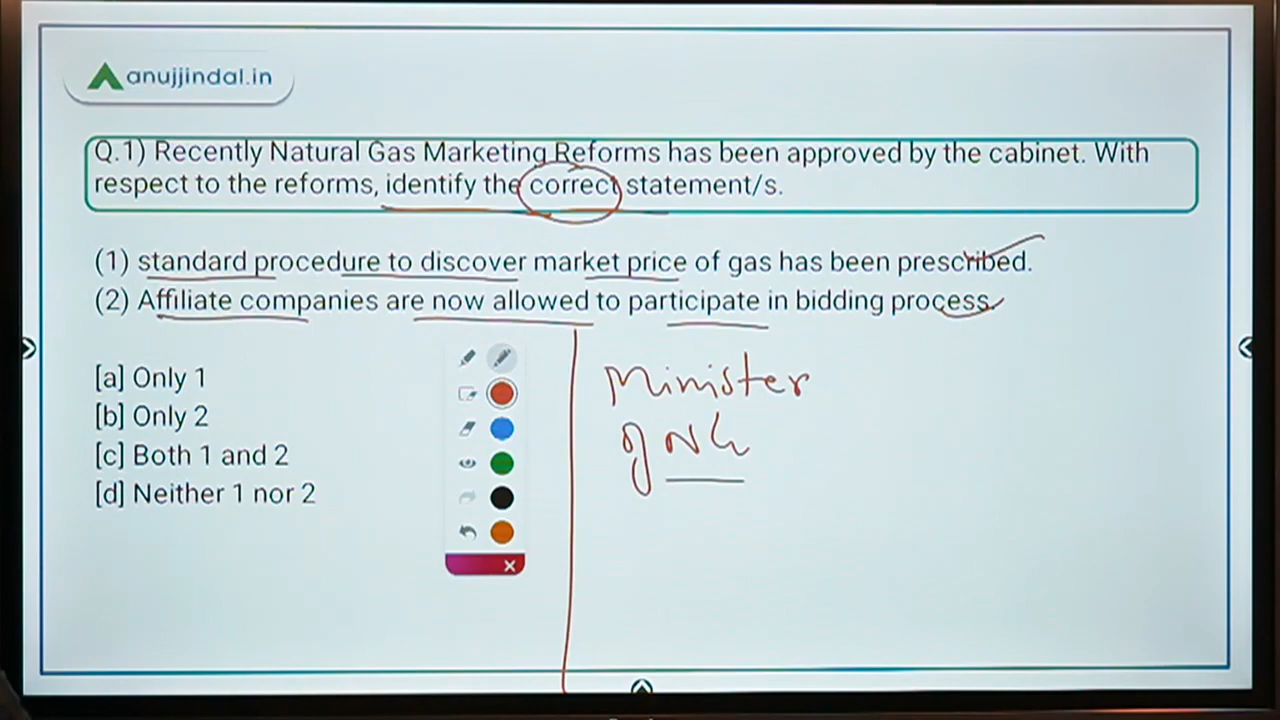 anujjindal.in
Q.1) Recently Natural Gas Marketing Reforms has been approved by the cabinet. With
respect to the reforms, identify the correct statement/s.
(1) standard procedure to discover market price of gas has been prescribed.
(2) Affiliate companies are now allowed to participate in bidding process.
[a] Only 1
[b] Only 2
[c] Both 1 and 2
[d] Neither 1 nor 2
Minister
of NG